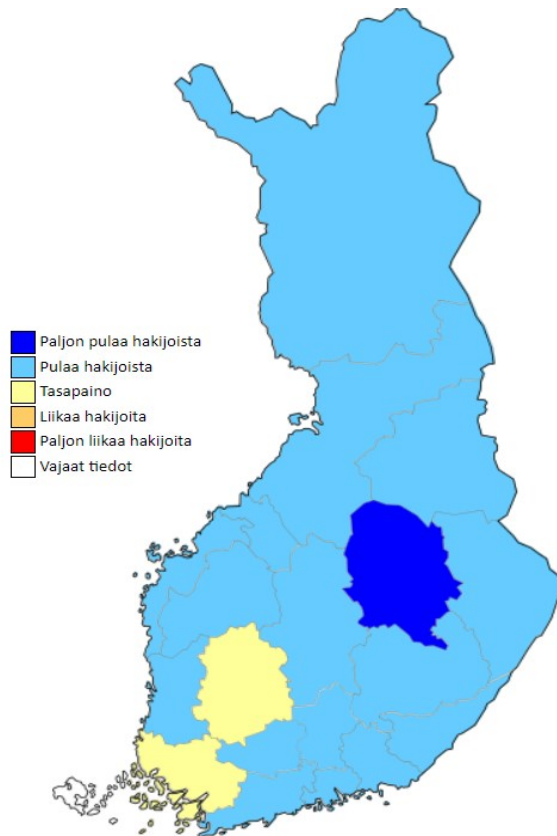 Paljon pulaa hakijoista
Pulaa hakijoista
Tasapaino
Liikaa hakijoita
Paljon liikaa hakijoita
Vajaat tiedot